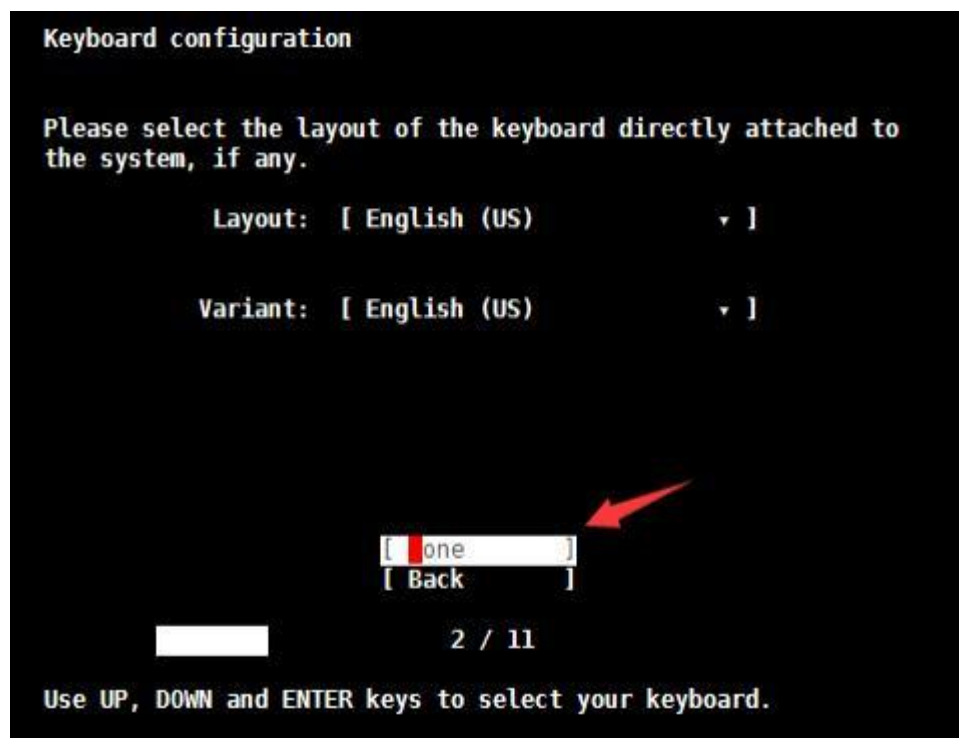 Keyboard configuration
Please select the layout of the keyboard directly attached to
the system, if any.
Layout: [ English (US) ▾ ]
Variant: [ English (US) ▾ ]
[ one ]
[ Back ]
2 / 11
Use UP, DOWN and ENTER keys to select your keyboard.